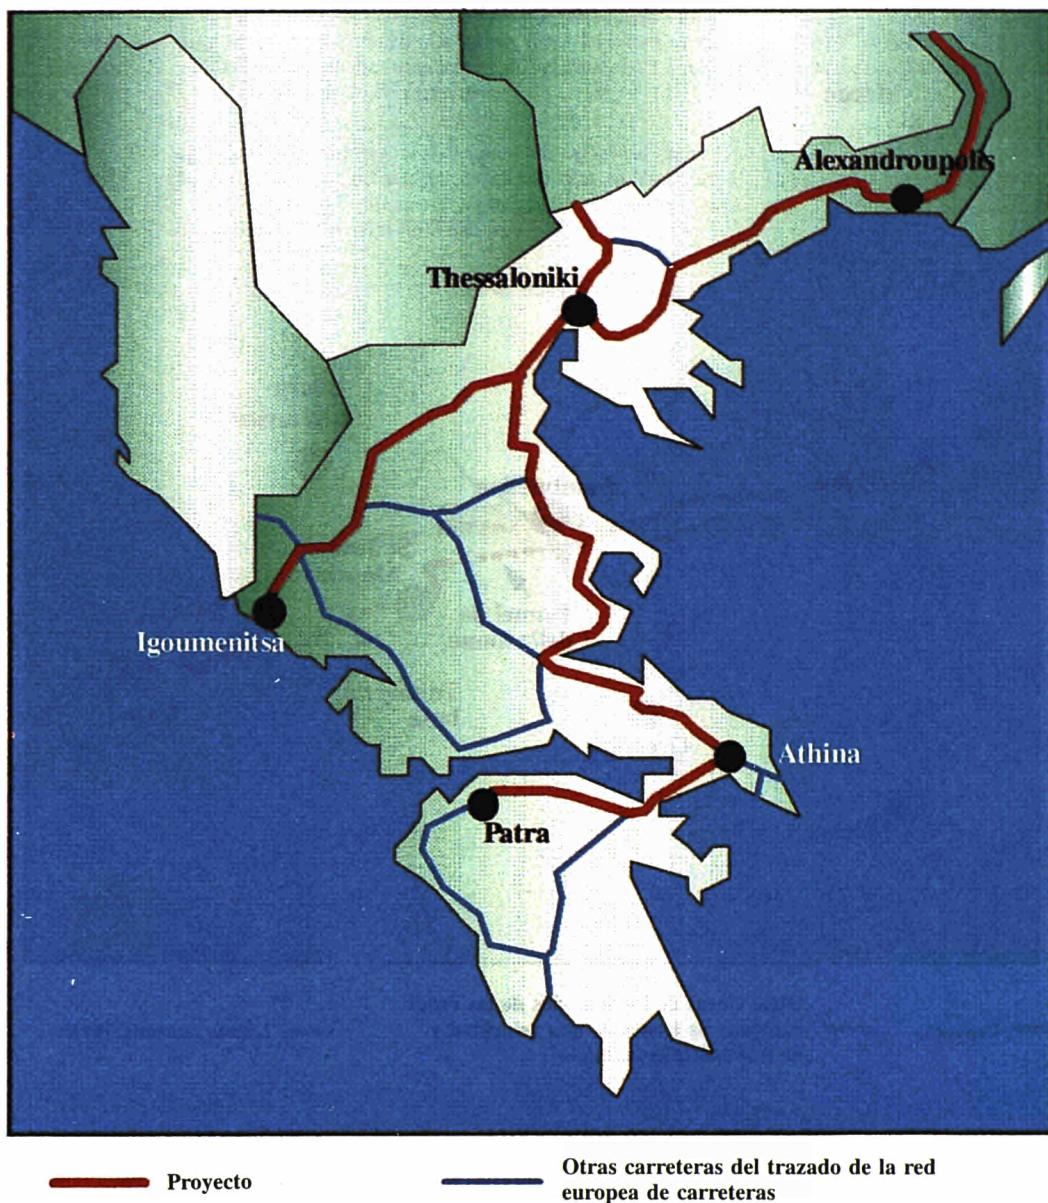 Alexandroupolis
Thessaloniki
Igoumenitsa
Athina
Patra
Proyecto
Otras carreteras del trazado de la red
europea de carreteras